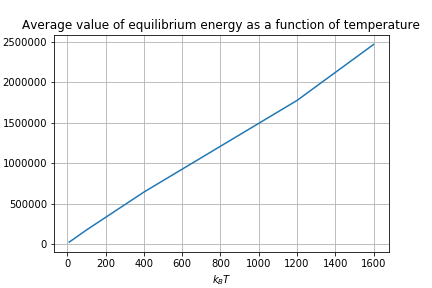 Average value of equilibrium energy as a function of temperature
2500000
2000000
1500000
1000000
500000
0
0 200 400 600 800 1000 1200 1400 1600
k_BT